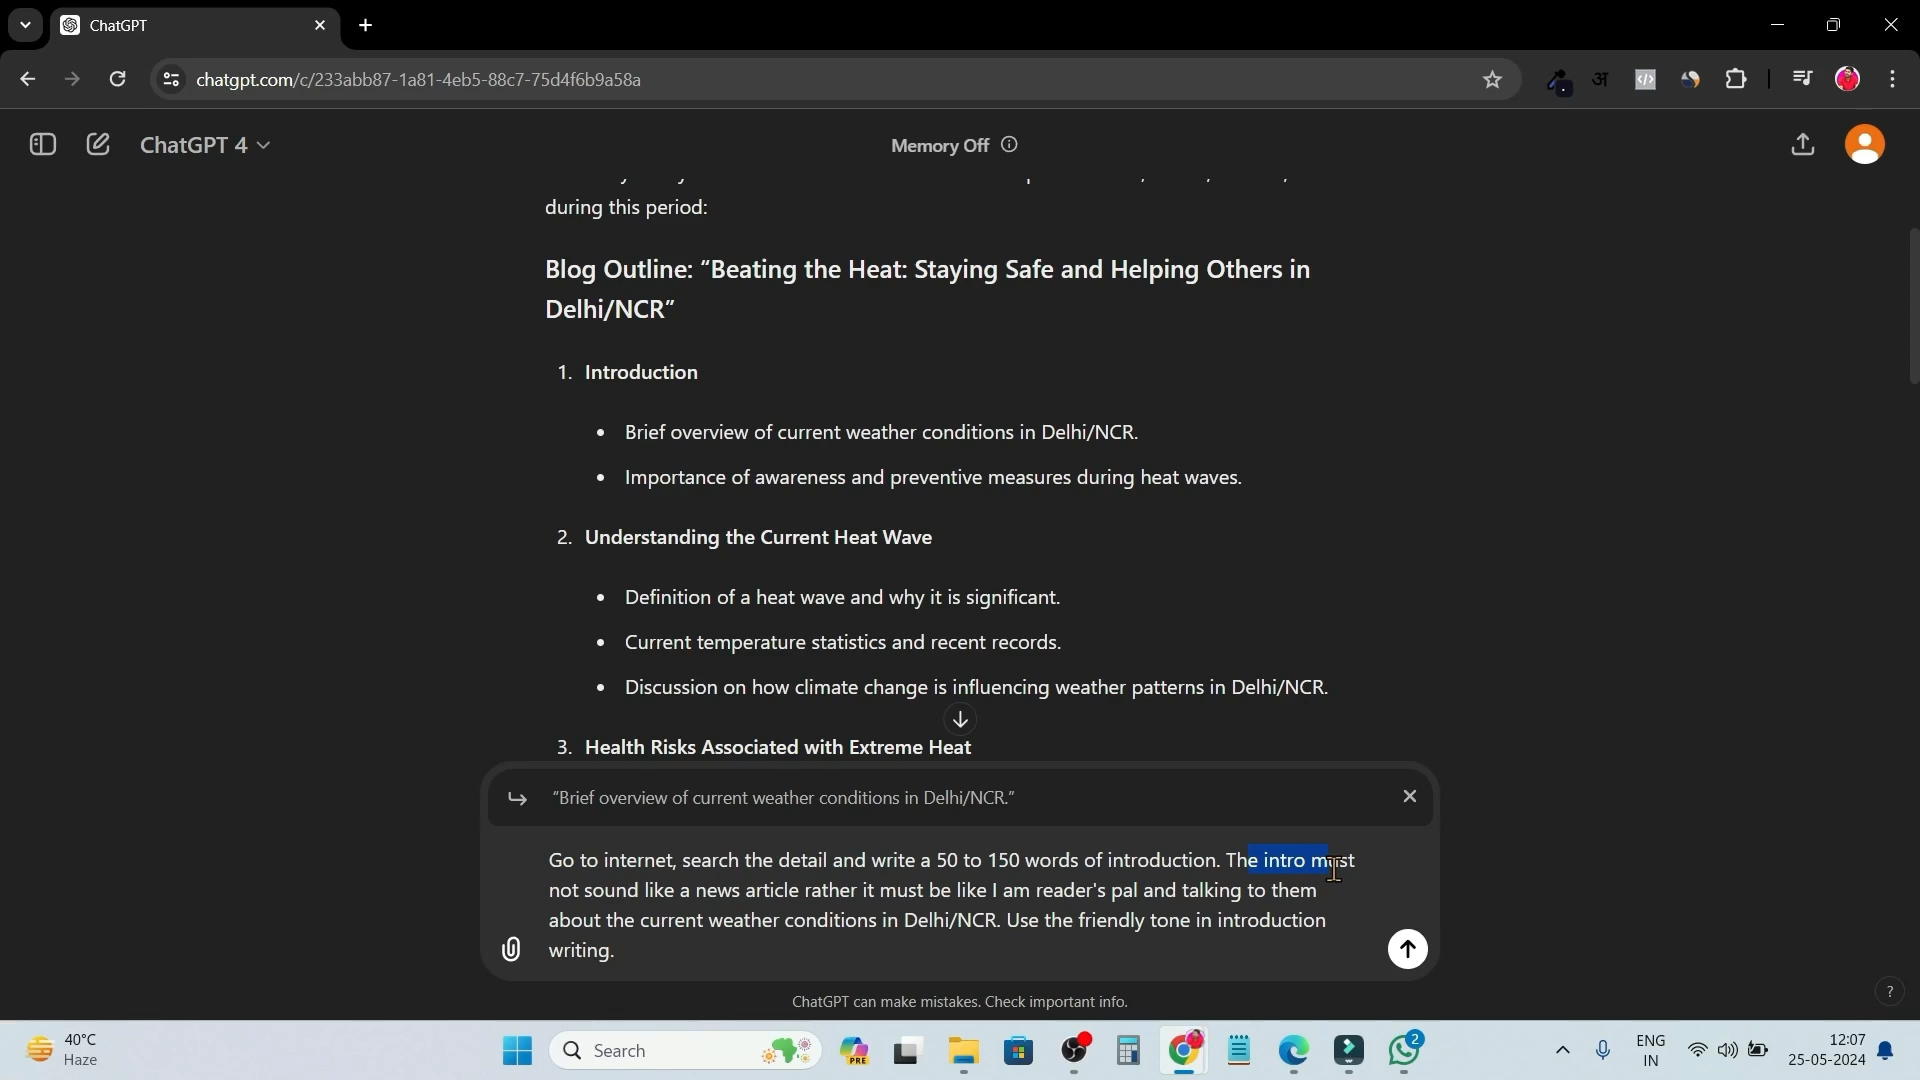 ChatGPT
chatgpt.com/c/233abb87-1a81-4eb5-88c7-75d4f6b9a58a
अ
ChatGPT 4
Memory Off
during this period:
Blog Outline: “Beating the Heat: Staying Safe and Helping Others in
Delhi/NCR”
1. Introduction
• Brief overview of current weather conditions in Delhi/NCR.
• Importance of awareness and preventive measures during heat waves.
2. Understanding the Current Heat Wave
• Definition of a heat wave and why it is significant.
• Current temperature statistics and recent records.
• Discussion on how climate change is influencing weather patterns in Delhi/NCR.
3. Health Risks Associated with Extreme Heat
“Brief overview of current weather conditions in Delhi/NCR.”
Go to internet, search the detail and write a 50 to 150 words of introduction. The intro must
not sound like a news article rather it must be like I am reader's pal and talking to them
about the current weather conditions in Delhi/NCR. Use the friendly tone in introduction
writing.
ChatGPT can make mistakes. Check important info.
?
40°C
Haze
Search
PRE
2
ENG
IN
12:07
25-05-2024